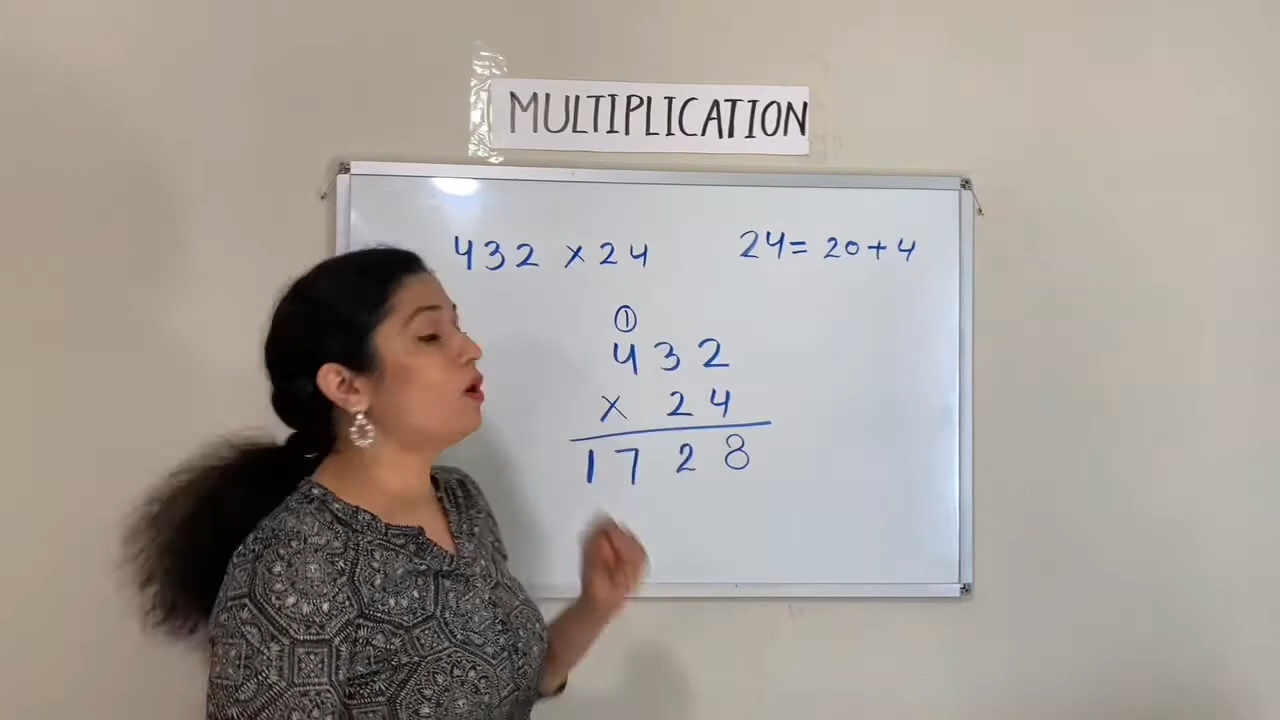 MULTIPLICATION
432 × 24 24 = 20 + 4
①
432
× 24
1728